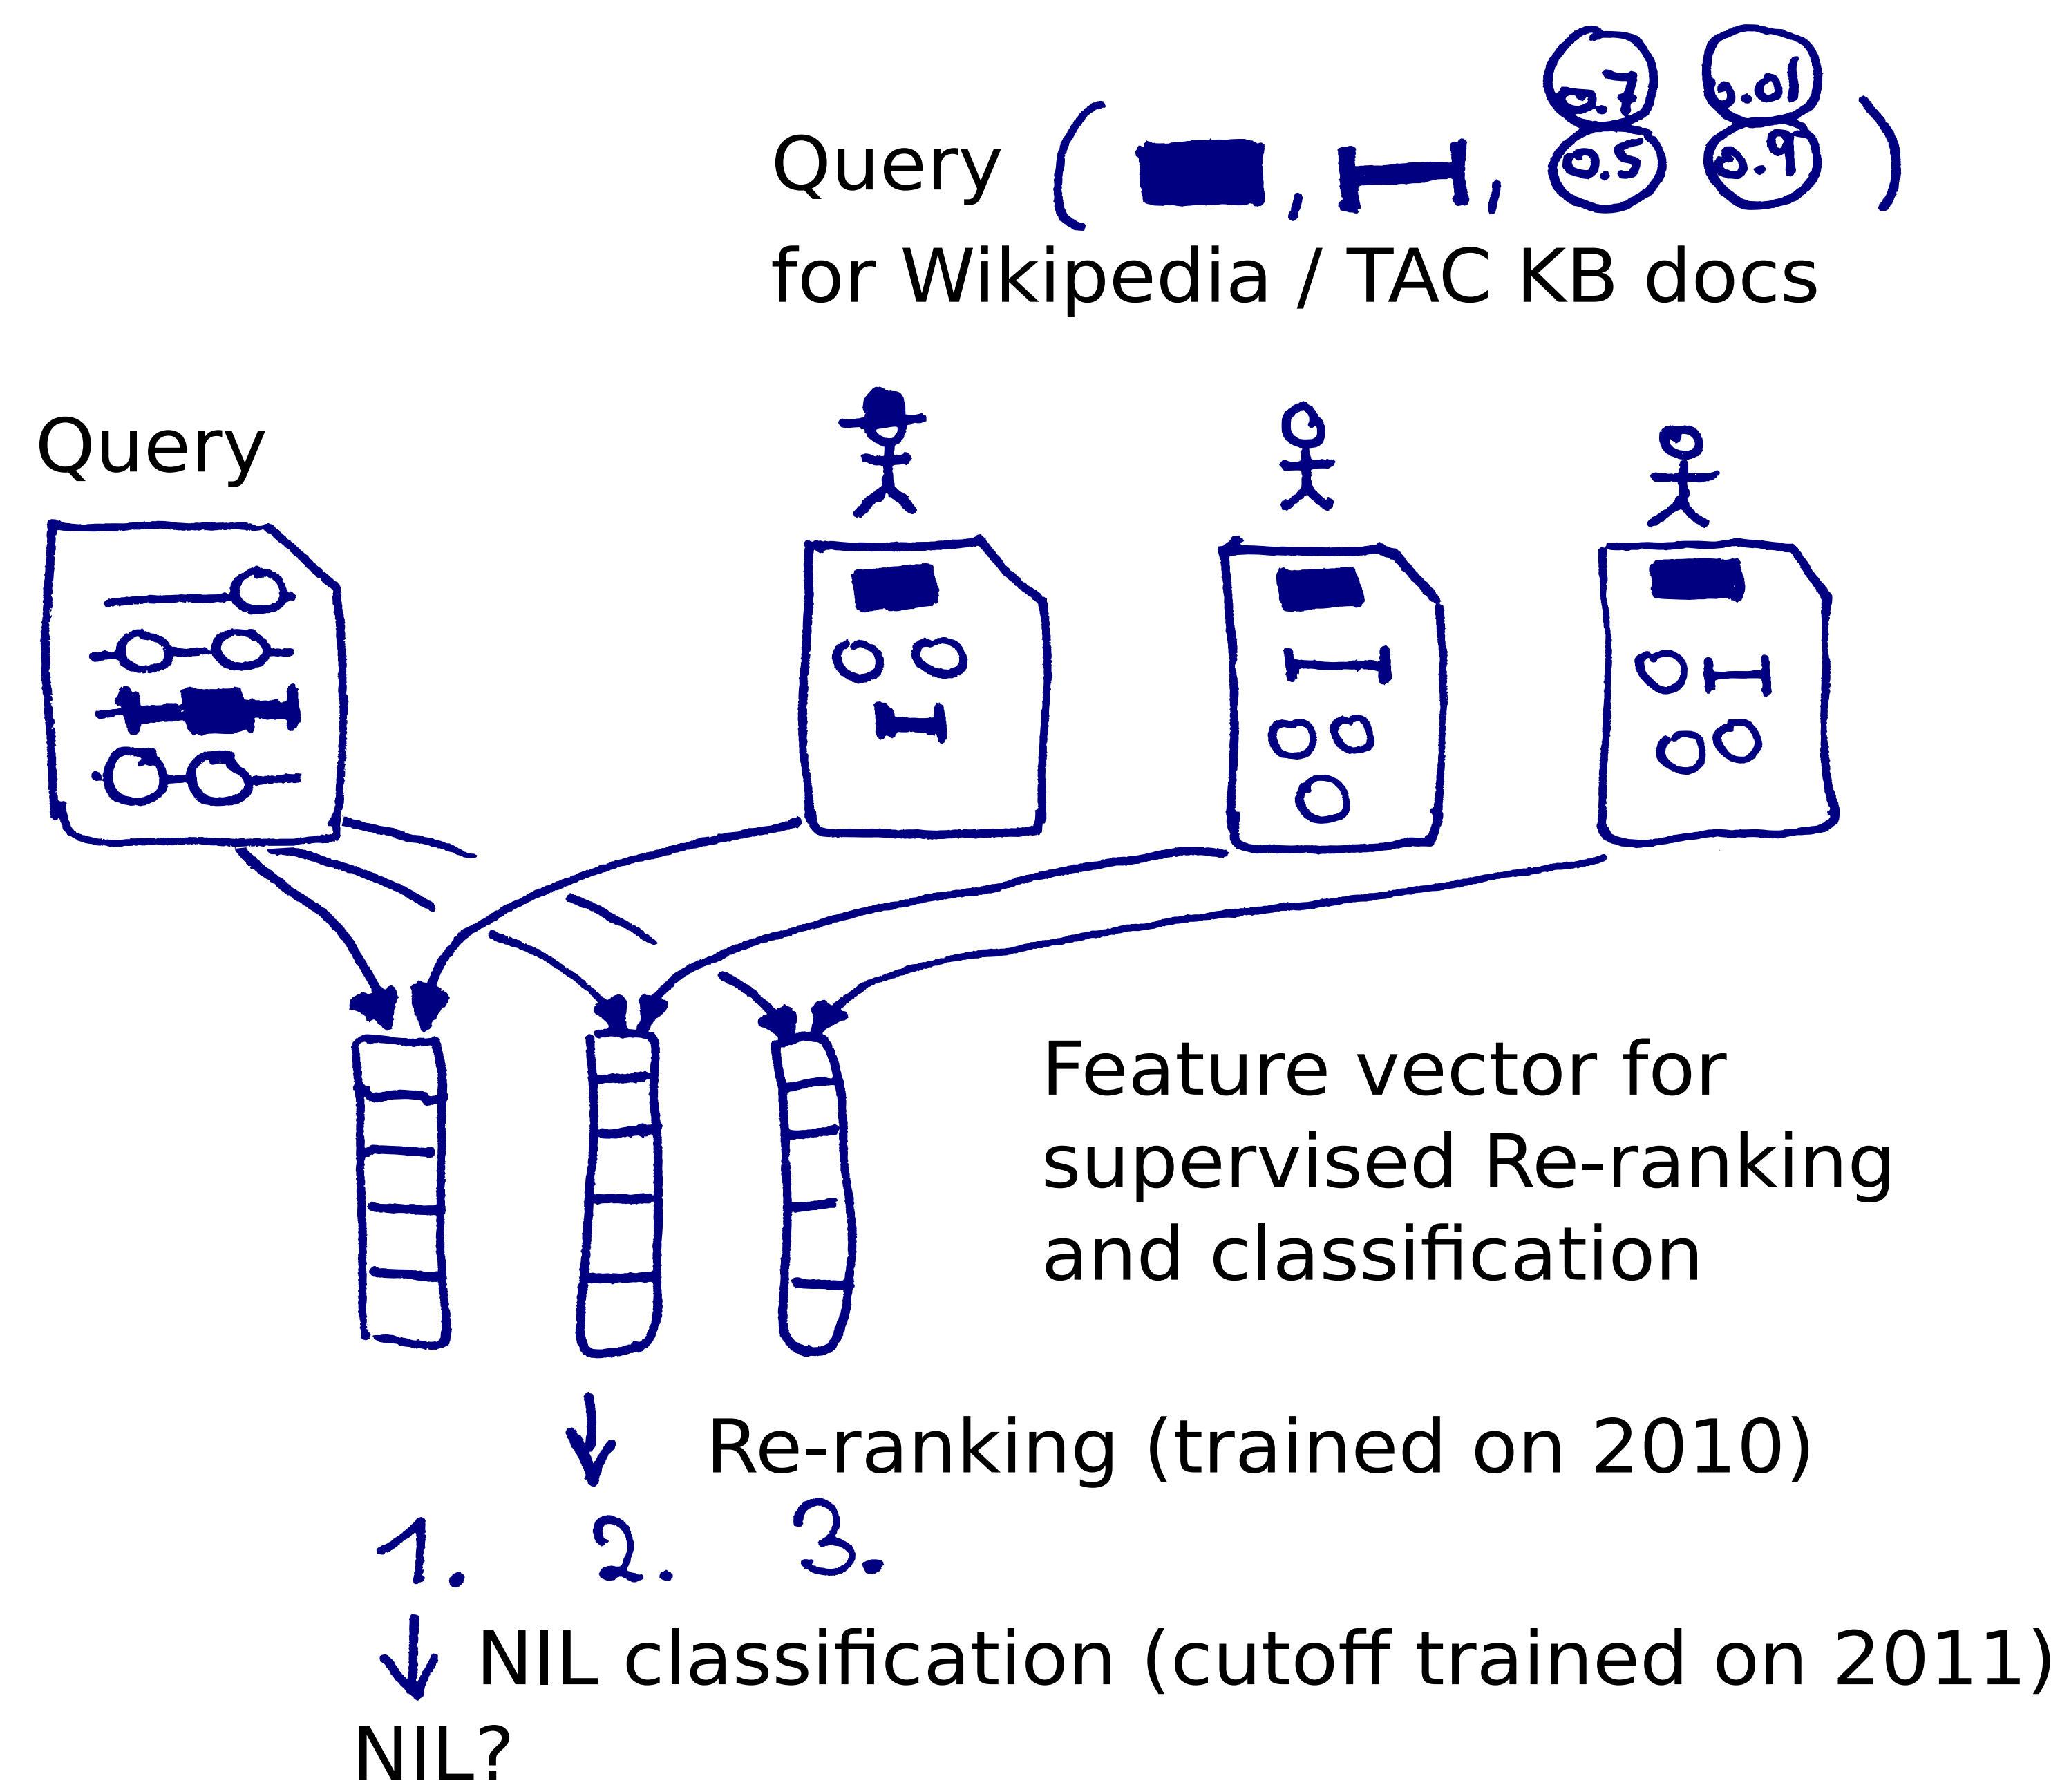 0.7 0.01
Query ( , , 0.5 0.9 )
for Wikipedia / TAC KB docs
Query
Feature vector for
supervised Re-ranking
and classification
Re-ranking (trained on 2010)
1. 2. 3.
NIL classification (cutoff trained on 2011)
NIL?